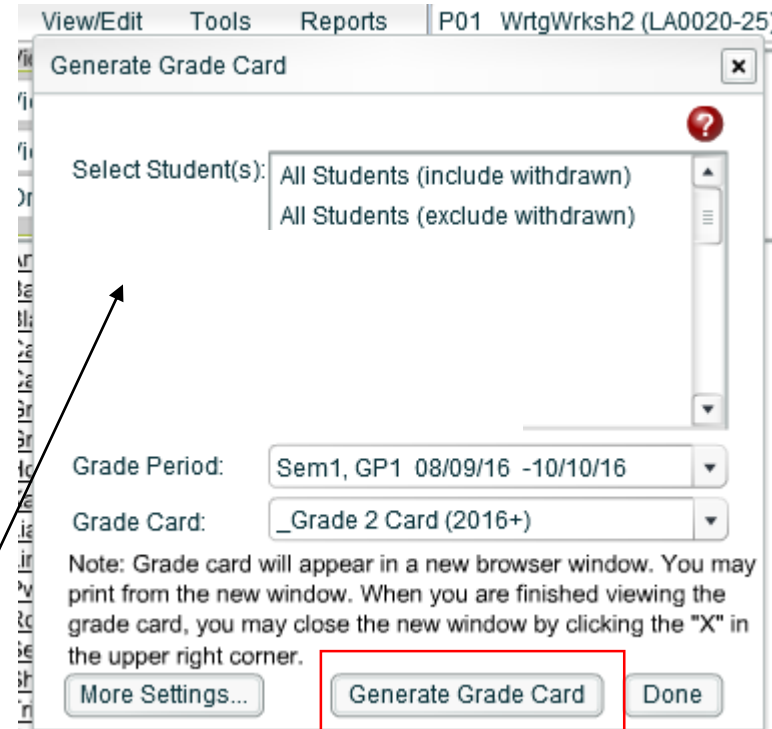 View/Edit Tools Reports P01 WrtgWrksh2 (LA0020-25)
Generate Grade Card
Select Student(s):
All Students (include withdrawn)
All Students (exclude withdrawn)
Grade Period: Sem1, GP1 08/09/16 -10/10/16
Grade Card: _Grade 2 Card (2016+)
Note: Grade card will appear in a new browser window. You may
print from the new window. When you are finished viewing the
grade card, you may close the new window by clicking the "X" in
the upper right corner.
More Settings... Generate Grade Card Done